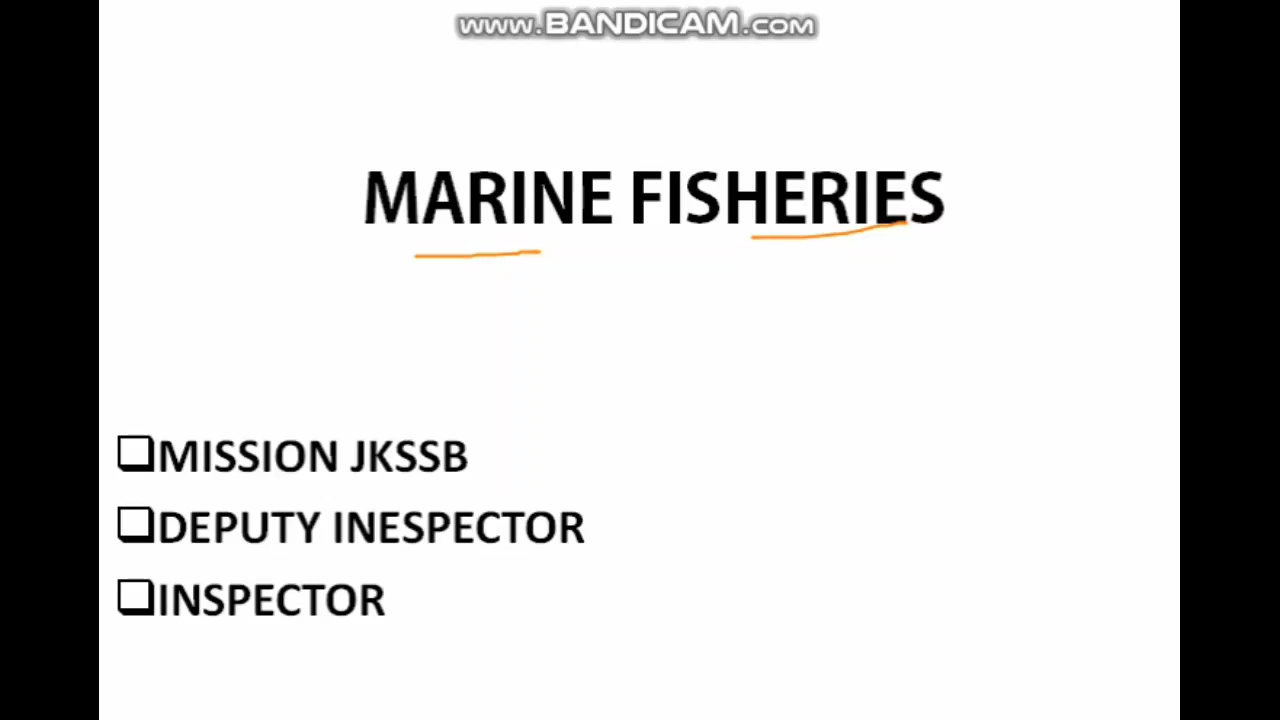 www.BANDICAM.com
MARINE FISHERIES
MISSION JKSSB
DEPUTY INESPECTOR
INSPECTOR